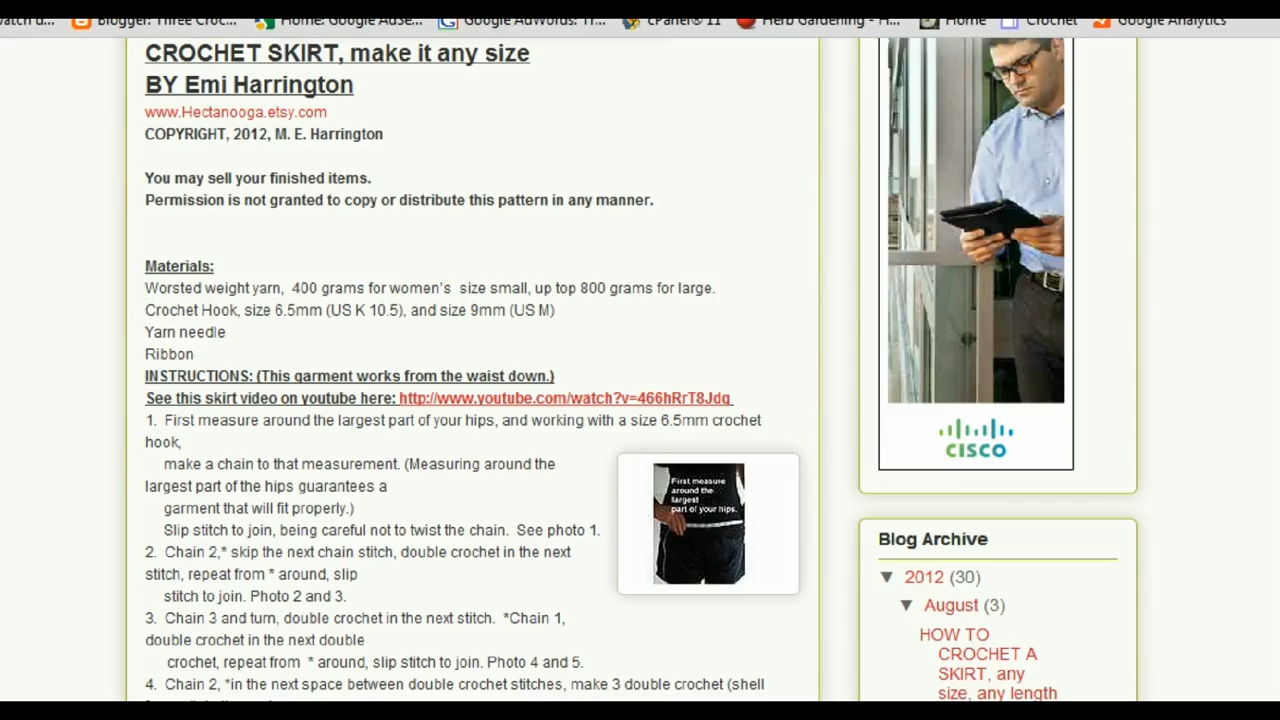 Blogger: Three Croc...
Home: Google AdSe...
Google AdWords: Tr...
cPanel® 11
Herb Gardening - H...
Home
Crochet
Google Analytics
CROCHET SKIRT, make it any size
BY Emi Harrington
www.Hectanooga.etsy.com
COPYRIGHT, 2012, M. E. Harrington
You may sell your finished items.
Permission is not granted to copy or distribute this pattern in any manner.
Materials:
Worsted weight yarn,  400 grams for women's  size small, up top 800 grams for large.
Crochet Hook, size 6.5mm (US K 10.5), and size 9mm (US M)
Yarn needle
Ribbon
INSTRUCTIONS: (This garment works from the waist down.)
See this skirt video on youtube here: http://www.youtube.com/watch?v=466hRrT8Jdg
1.  First measure around the largest part of your hips, and working with a size 6.5mm crochet
hook,
make a chain to that measurement. (Measuring around the
largest part of the hips guarantees a
garment that will fit properly.)
Slip stitch to join, being careful not to twist the chain.  See photo 1.
2.  Chain 2,* skip the next chain stitch, double crochet in the next
stitch, repeat from * around, slip
stitch to join. Photo 2 and 3.
3.  Chain 3 and turn, double crochet in the next stitch.  *Chain 1,
double crochet in the next double
crochet, repeat from  * around, slip stitch to join. Photo 4 and 5.
4.  Chain 2, *in the next space between double crochet stitches, make 3 double crochet (shell
First measure
around the
largest
part of your hips.
CISCO
Blog Archive
▼ 2012 (30)
▼ August (3)
HOW TO
CROCHET A
SKIRT, any
size, any length